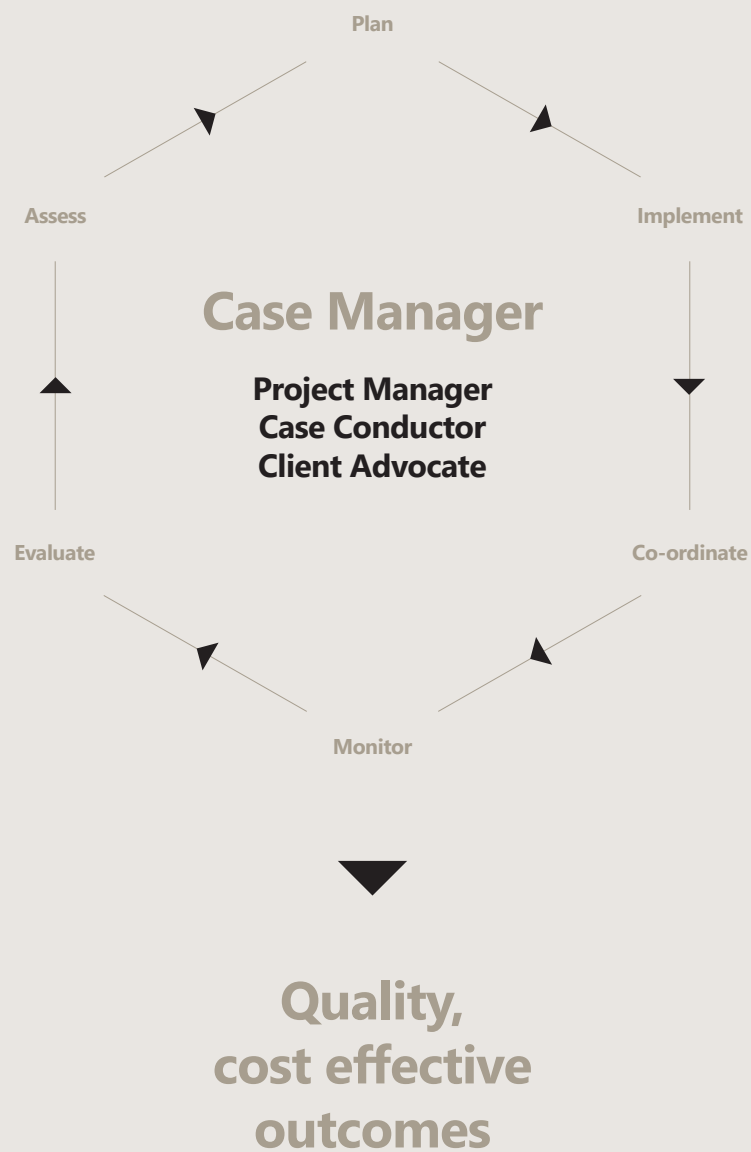 Plan
Assess
Implement
Case Manager
Project Manager
Case Conductor
Client Advocate
Evaluate
Co-ordinate
Monitor
Quality,
cost effective
outcomes